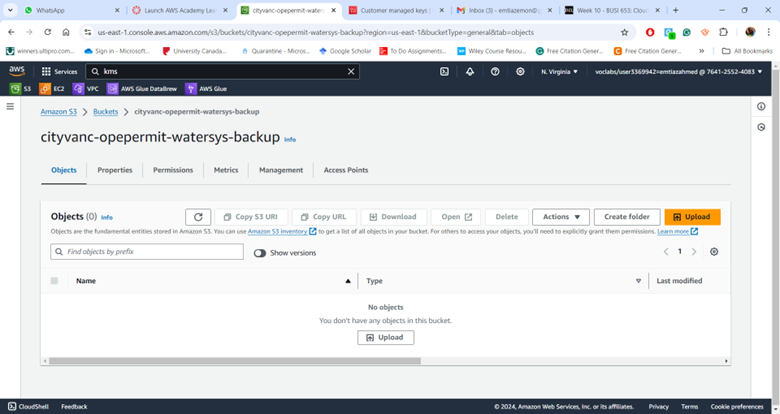 WhatsApp
Launch AWS Academy Learn
cityvanc-opepermit-watersys-
Customer managed keys
Inbox (3) - emtiazemon@g
Week 10 - BUSI 653: Cloud
us-east-1.console.aws.amazon.com/s3/buckets/cityvanc-opepermit-watersys-backup?region=us-east-1&bucketType=general&tab=objects
winners.ultipro.com...
Sign in - Microsoft...
University Canada...
Quarantine - Micros...
Google Scholar
To Do Assignments...
Wiley Course Resou...
Free Citation Gener...
Free Citation Gener...
»
All Bookmarks
aws
Services
kms
N. Virginia
voclabs/user3369942=emtiazahmed @ 7641-2552-4083
S3
EC2
VPC
AWS Glue DataBrew
AWS Glue
Amazon S3 > Buckets > cityvanc-opepermit-watersys-backup
cityvanc-opepermit-watersys-backup Info
Objects
Properties
Permissions
Metrics
Management
Access Points
Objects (0) Info
Copy S3 URI
Copy URL
Download
Open
Delete
Actions
Create folder
Upload
Objects are the fundamental entities stored in Amazon S3. You can use Amazon S3 inventory to get a list of all objects in your bucket. For others to access your objects, you'll need to explicitly grant them permissions. Learn more
Find objects by prefix
Show versions
1
Name
Type
Last modified
No objects
You don't have any objects in this bucket.
Upload
CloudShell
Feedback
© 2024, Amazon Web Services, Inc. or its affiliates.
Privacy
Terms
Cookie preferences